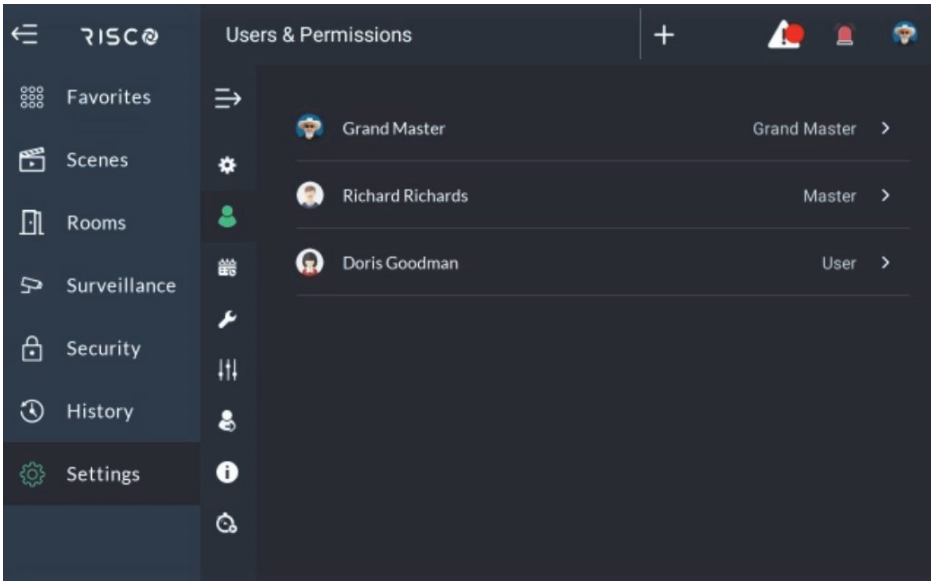 RISCO
Users & Permissions
Favorites
Scenes
Rooms
Surveillance
Security
History
Settings
Grand Master Grand Master
Richard Richards Master
Doris Goodman User